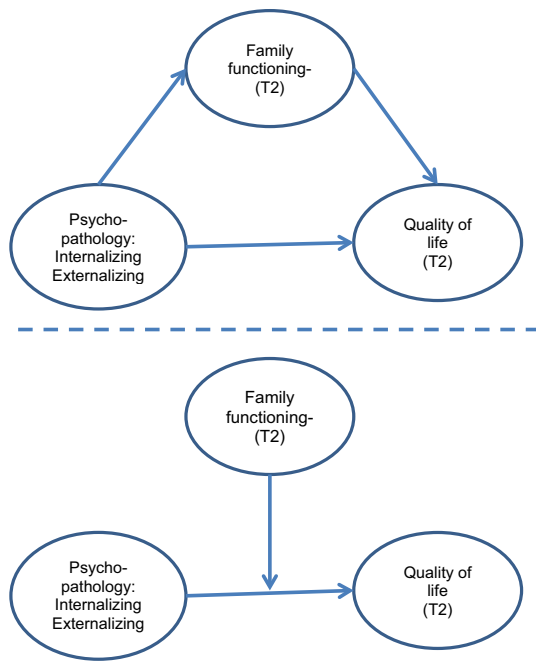 Family
functioning-
(T2)
Psycho-
pathology:
Internalizing
Externalizing
Quality of
life
(T2)
Family
functioning-
(T2)
Psycho-
pathology:
Internalizing
Externalizing
Quality of
life
(T2)